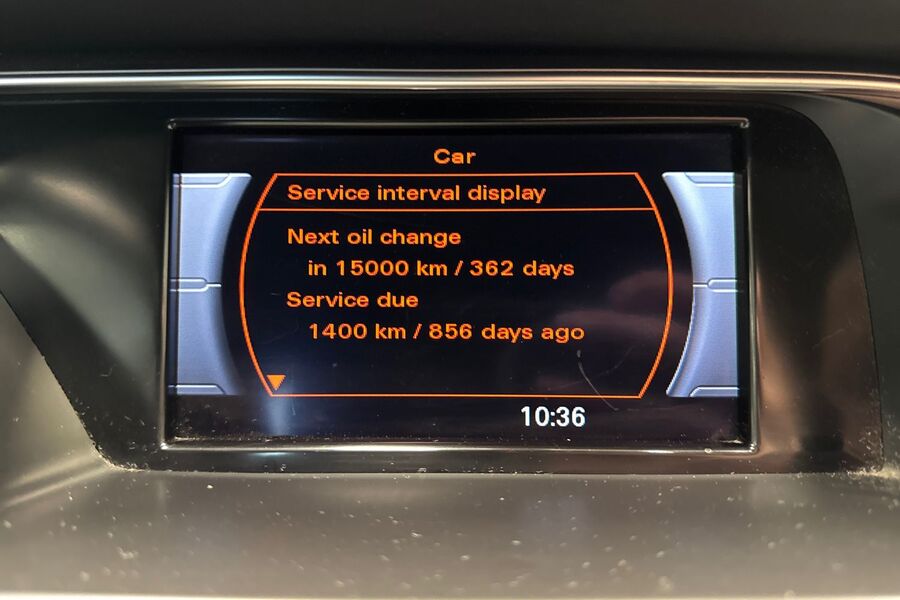 Car
Service interval display
Next oil change
in 15000 km / 362 days
Service due
1400 km / 856 days ago
10:36